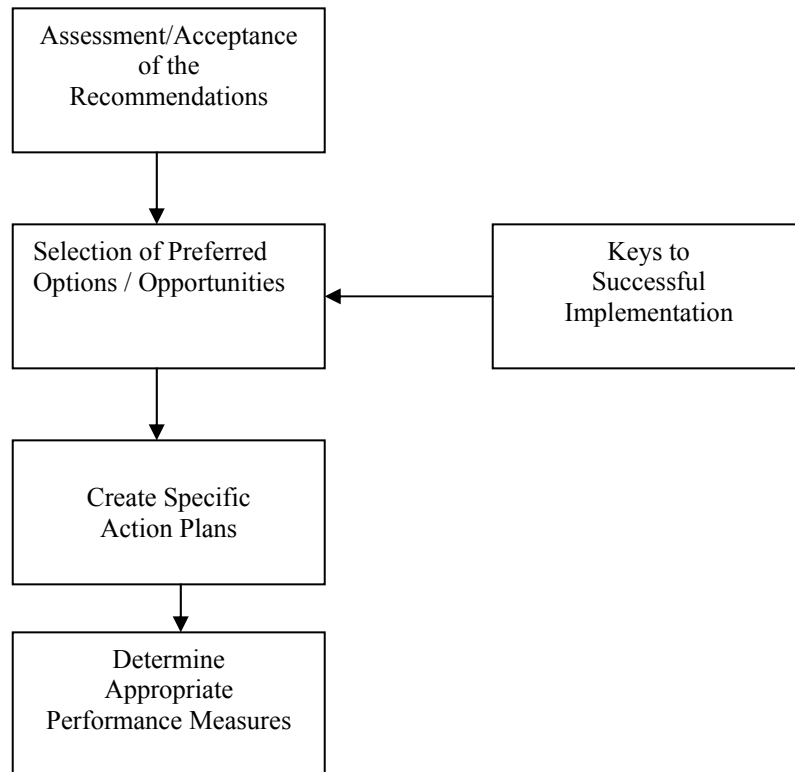 Assessment/Acceptance
of the
Recommendations
Selection of Preferred
Options / Opportunities
Keys to
Successful
Implementation
Create Specific
Action Plans
Determine
Appropriate
Performance Measures